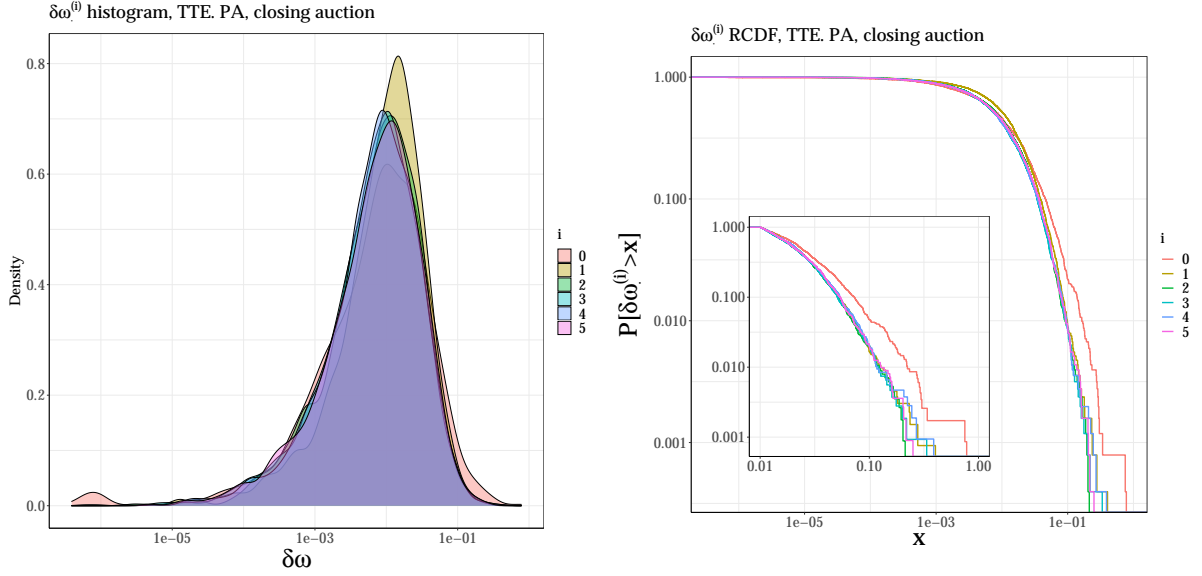 δω.⁽ⁱ⁾ histogram, TTE. PA, closing auction
0.8
0.6
0.4
0.2
0.0
Density
1e-05
1e-03
1e-01
δω
i
0
1
2
3
4
5
δω.⁽ⁱ⁾ RCDF, TTE. PA, closing auction
1.000
0.100
0.010
0.001
P[δω.⁽ⁱ⁾>x]
1.000
0.100
0.010
0.001
0.01
0.10
1.00
1e-05
1e-03
1e-01
x
i
0
1
2
3
4
5